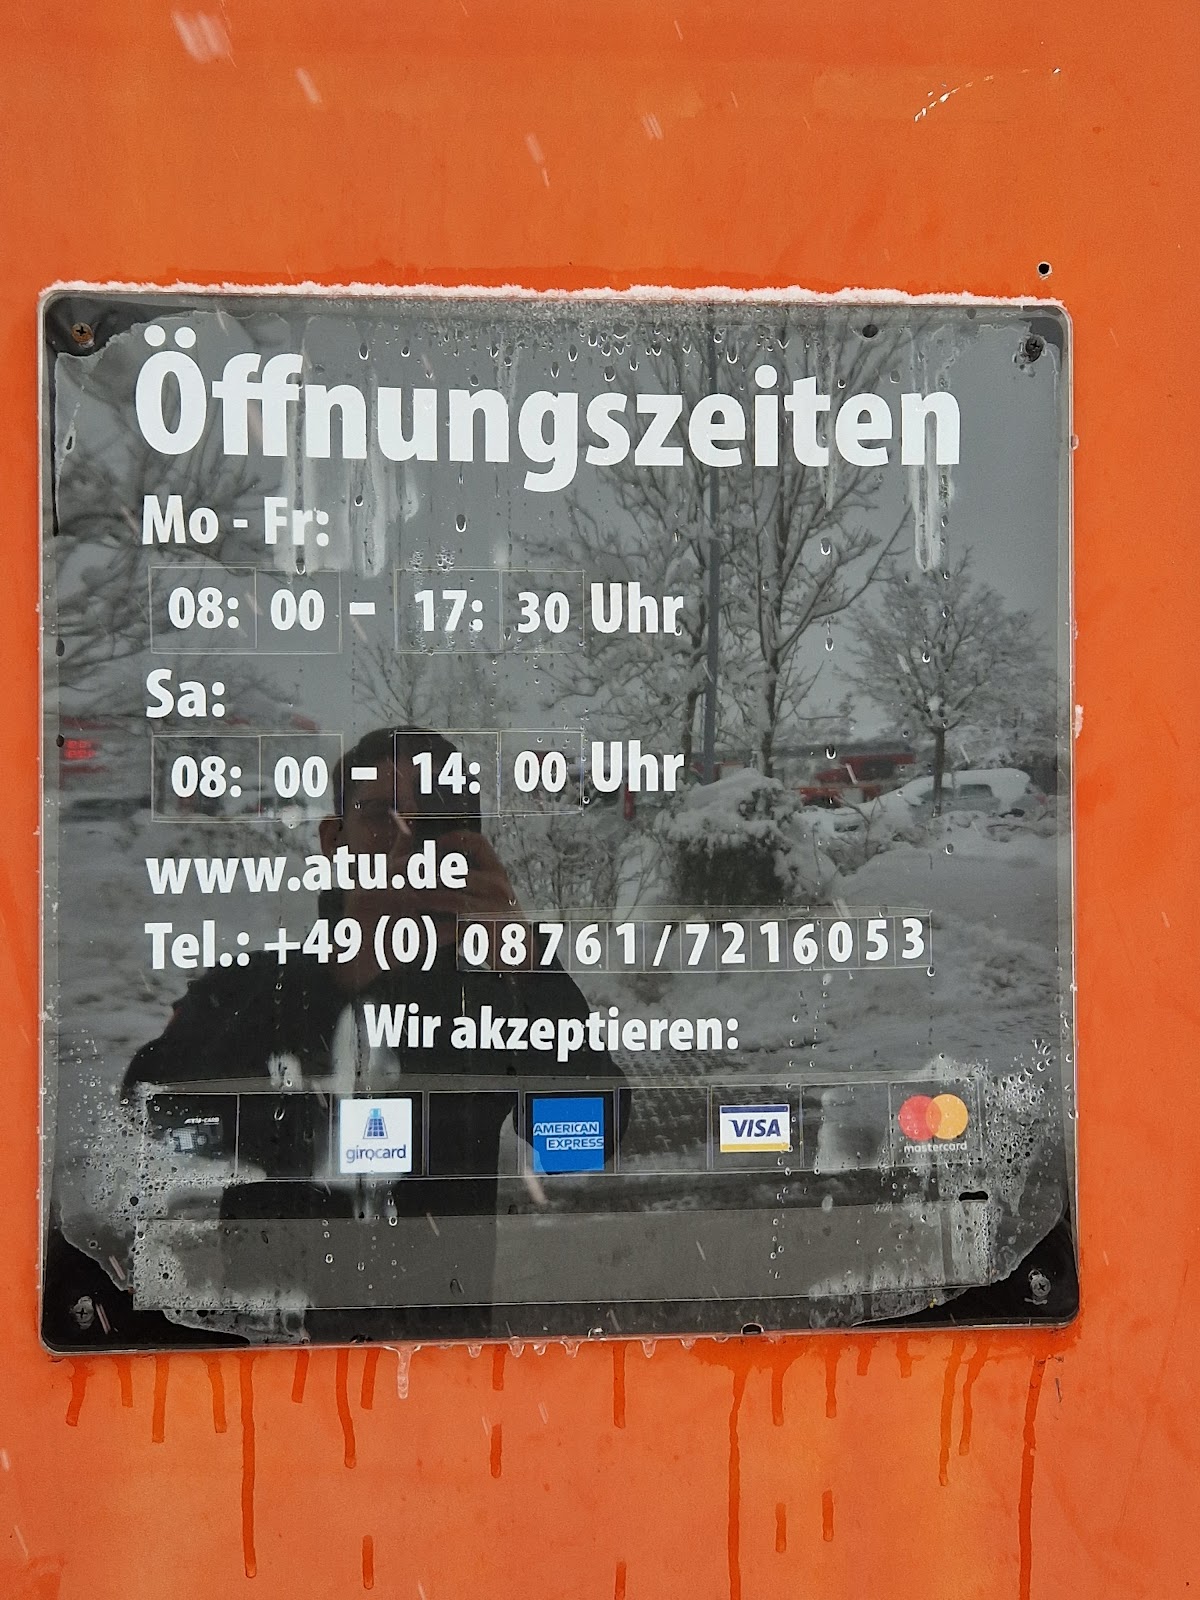 Öffnungszeiten
Mo - Fr:
08: 00 - 17: 30 Uhr
Sa:
08: 00 - 14: 00 Uhr
www.atu.de
Tel.: +49 (0) 08761/7216053
Wir akzeptieren:
girocard AMERICAN EXPRESS VISA mastercard